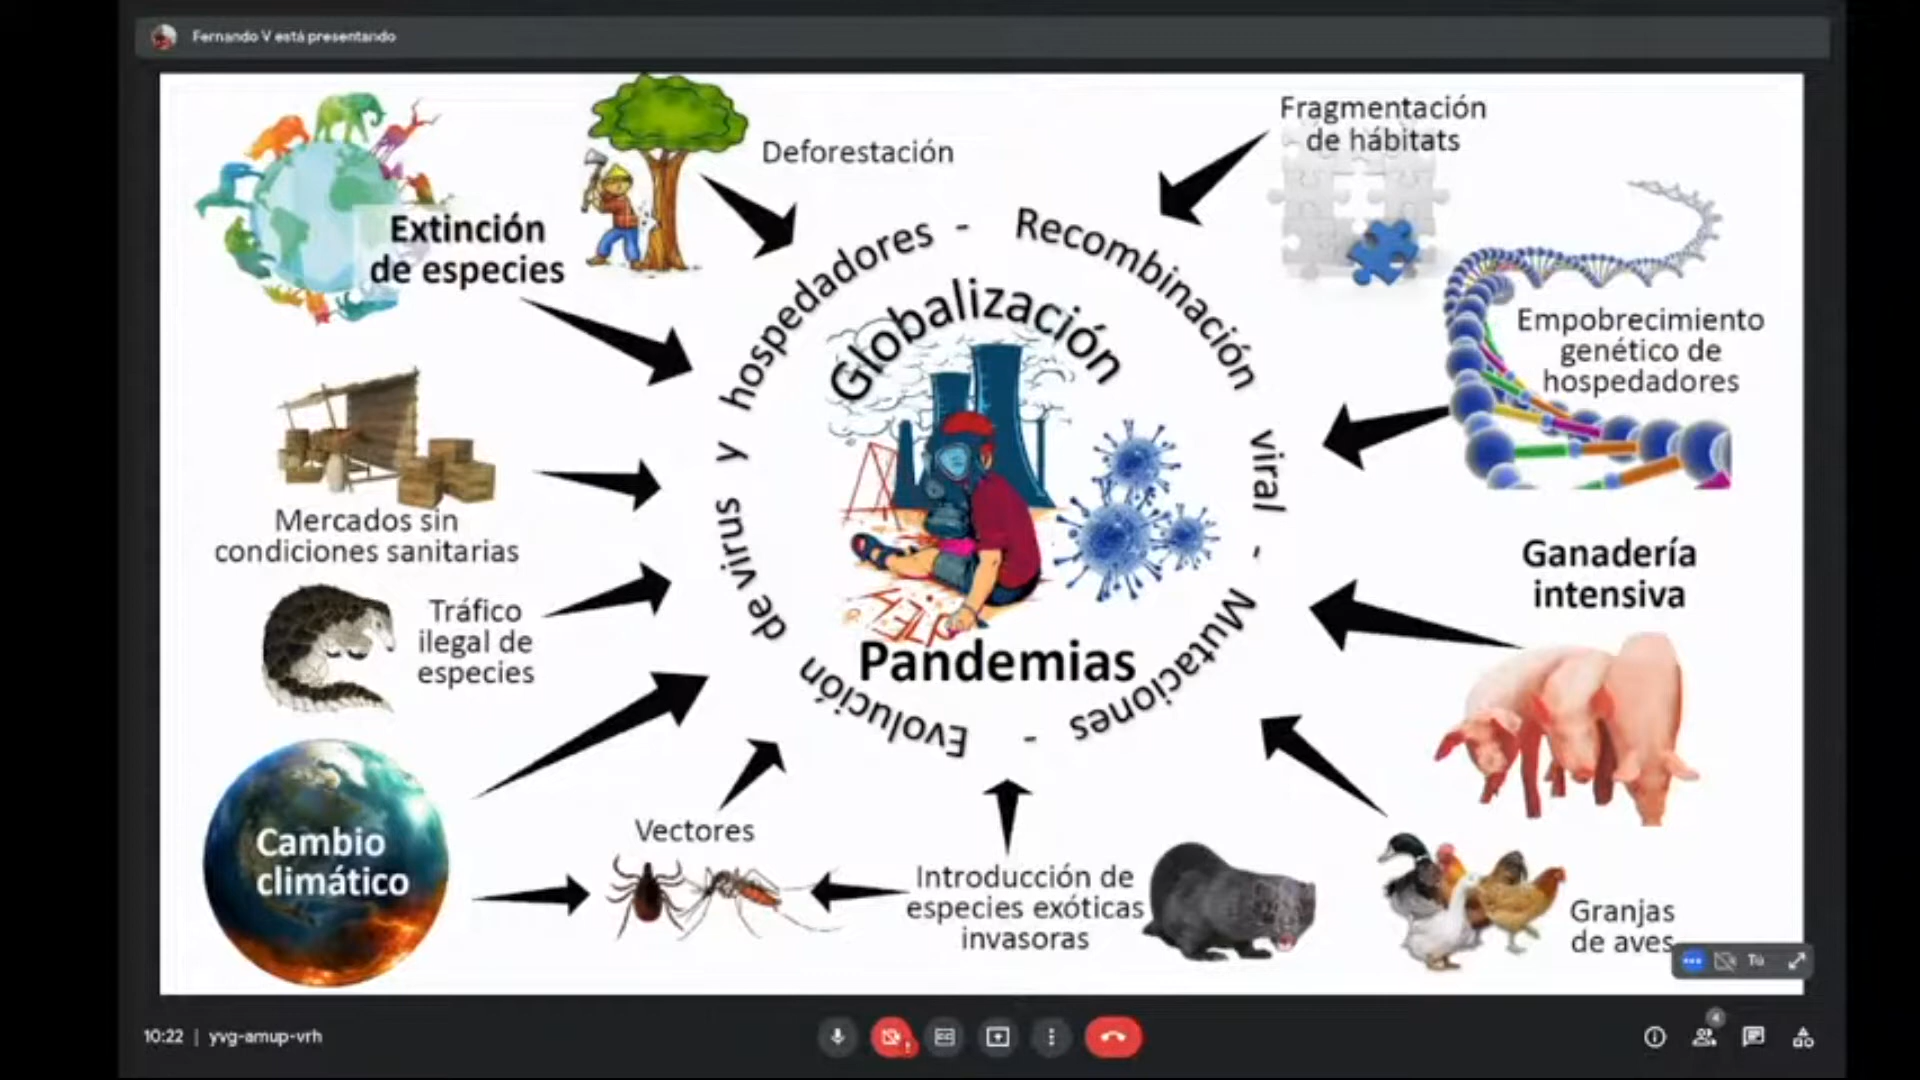 Fernando V está presentando
Deforestación
Fragmentación
de hábitats
Extinción
de especies
Empobrecimiento
genético de
hospedadores
Mercados sin
condiciones sanitarias
Tráfico
ilegal de
especies
Recombinación viral - Mutaciones - Evolución de virus y hospedadores -
Globalización
HELP
Pandemias
Ganadería
intensiva
Cambio
climático
Vectores
Introducción de
especies exóticas
invasoras
Granjas
de aves
Tú
10:22 | yvg-amup-vrh
4